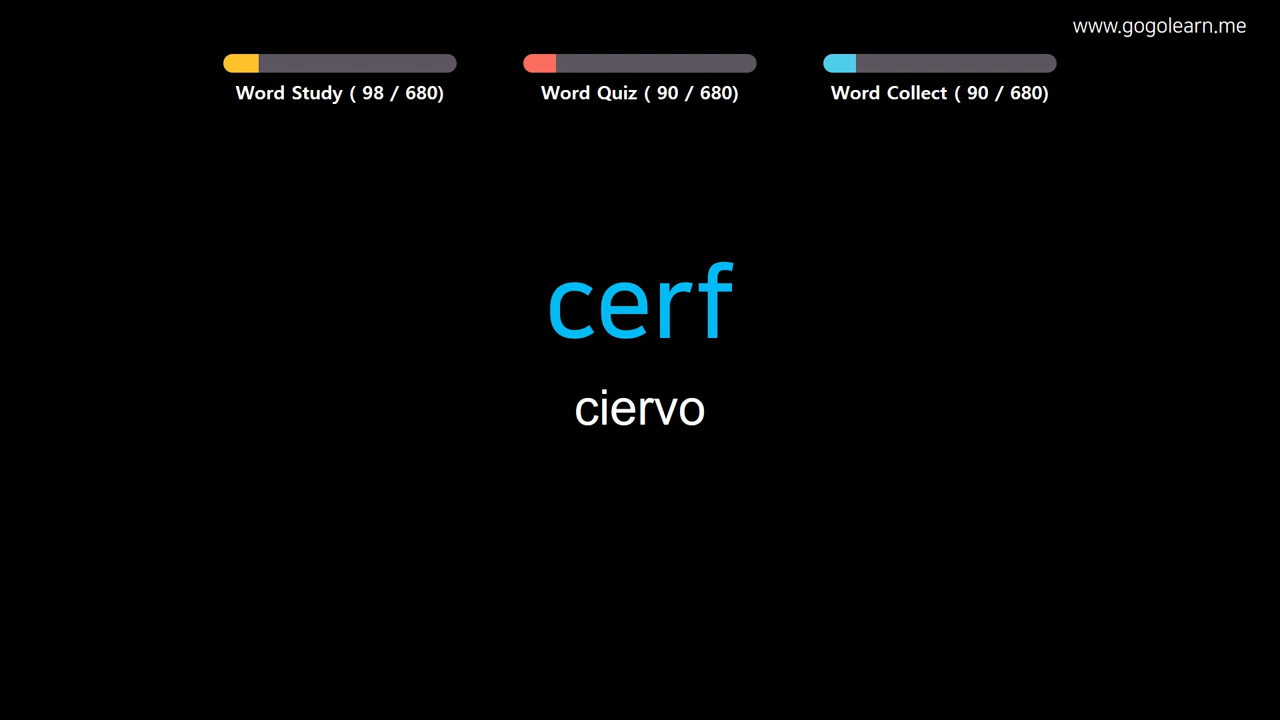 www.gogolearn.me
Word Study ( 98 / 680)
Word Quiz ( 90 / 680)
Word Collect ( 90 / 680)
cerf
ciervo